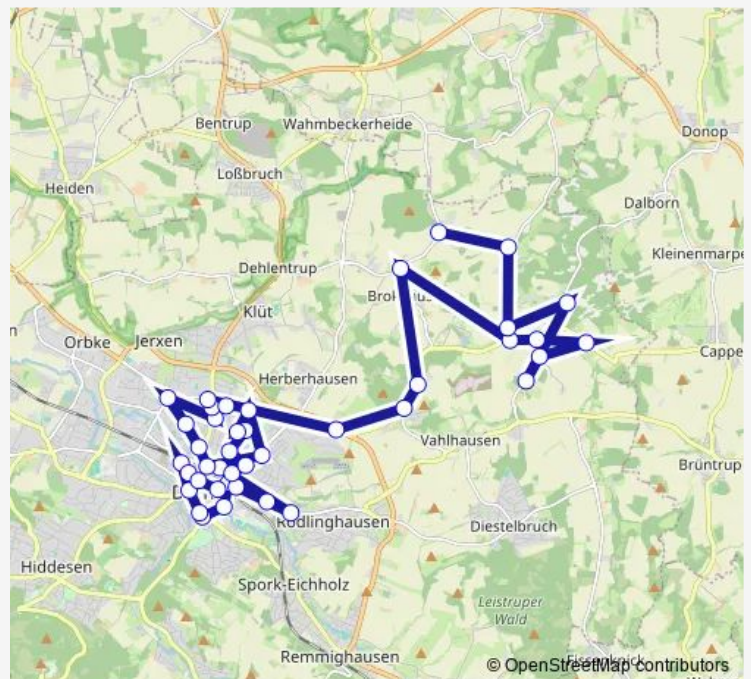 Bentrup
Wahmbeckerheide
Donop
Loßbruch
Heiden
Dalborn
Kleinenmarpe
Dehlentrup
Klüt
Orbke
Jerxen
Cappe
Herberhausen
Vahlhausen
Brüntrup
Rödlinghausen
Diestelbruch
Hiddesen
Spork-Eichholz
Leistruper
Wald
Remmighausen
© OpenStreetMap contributors